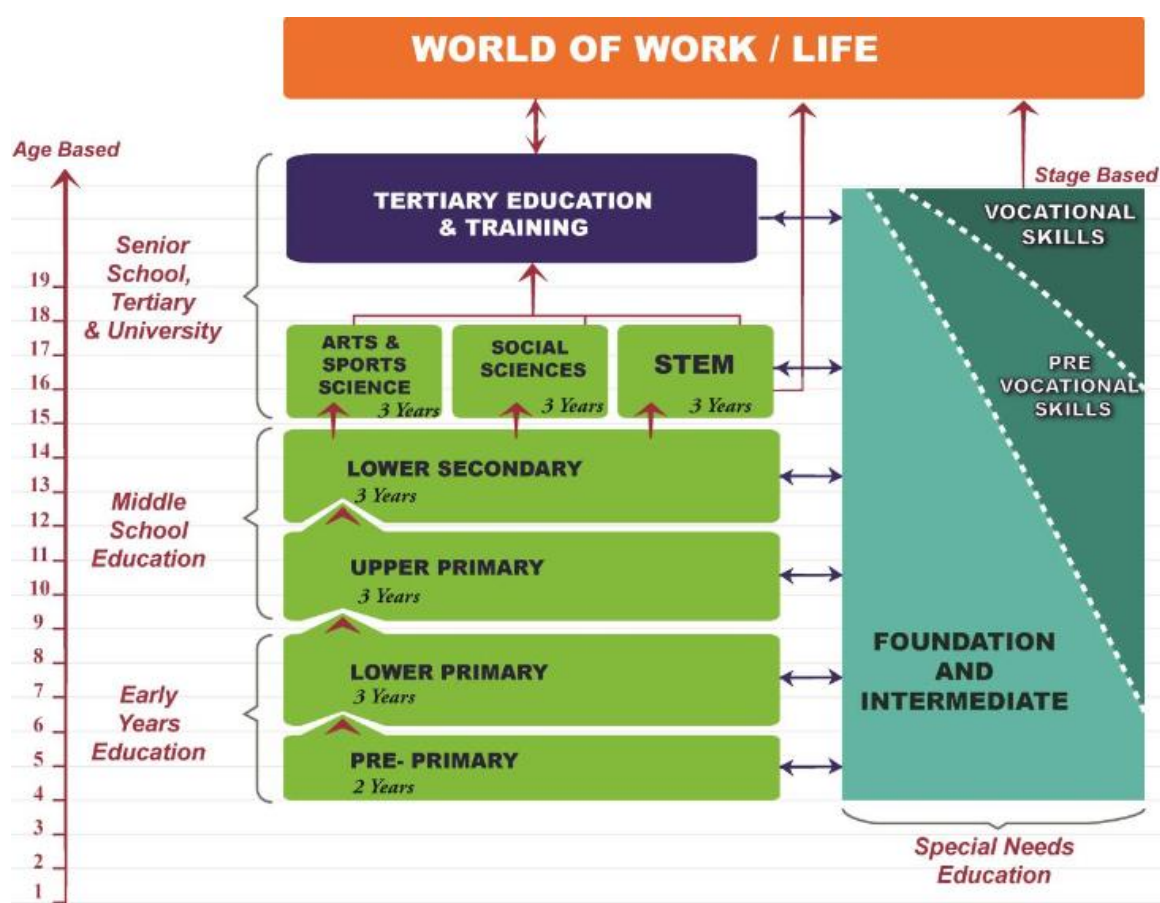 WORLD OF WORK / LIFE
Age Based
Stage Based
TERTIARY EDUCATION
& TRAINING
VOCATIONAL
SKILLS
Senior
School,
Tertiary
& University
19
18
17
16
15
14
13
12
11
10
9
8
7
6
5
4
3
2
1
ARTS &
SPORTS
SCIENCE
3 Years
SOCIAL
SCIENCES
3 Years
STEM
3 Years
PRE
VOCATIONAL
SKILLS
Middle
School
Education
LOWER SECONDARY
3 Years
UPPER PRIMARY
3 Years
Early
Years
Education
LOWER PRIMARY
3 Years
PRE- PRIMARY
2 Years
FOUNDATION
AND
INTERMEDIATE
Special Needs
Education